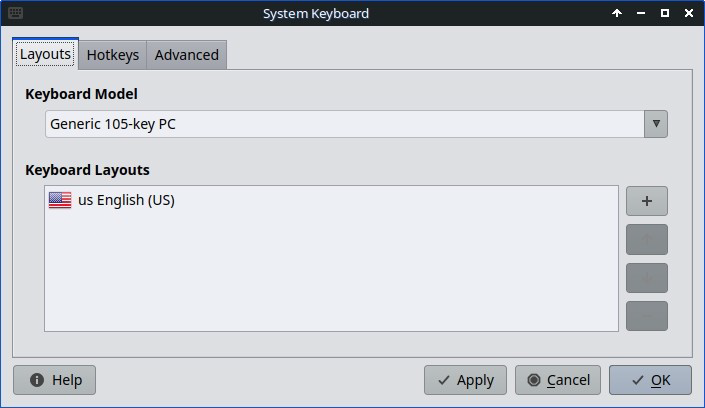 System Keyboard
Layouts Hotkeys Advanced
Keyboard Model
Generic 105-key PC
Keyboard Layouts
us English (US)
Help Apply Cancel OK